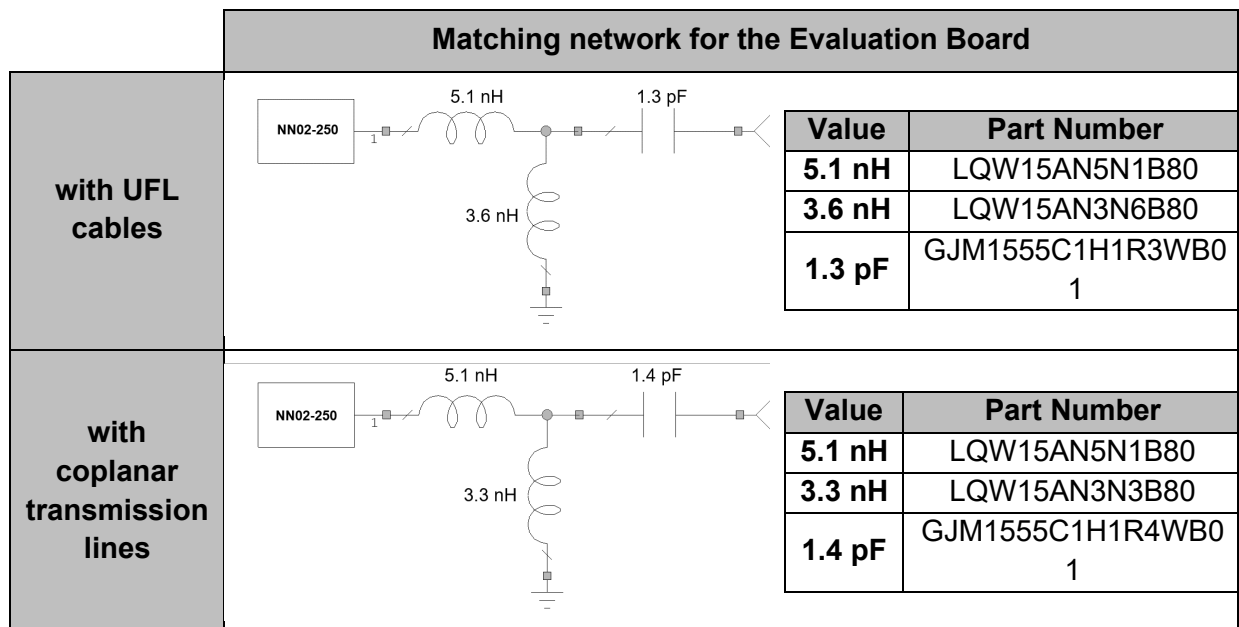 Matching network for the Evaluation Board
with UFL
cables
NN02-250
1
5.1 nH
1.3 pF
3.6 nH
Value Part Number
5.1 nH LQW15AN5N1B80
3.6 nH LQW15AN3N6B80
1.3 pF GJM1555C1H1R3WB0
1
with
coplanar
transmission
lines
NN02-250
1
5.1 nH
1.4 pF
3.3 nH
Value Part Number
5.1 nH LQW15AN5N1B80
3.3 nH LQW15AN3N3B80
1.4 pF GJM1555C1H1R4WB0
1